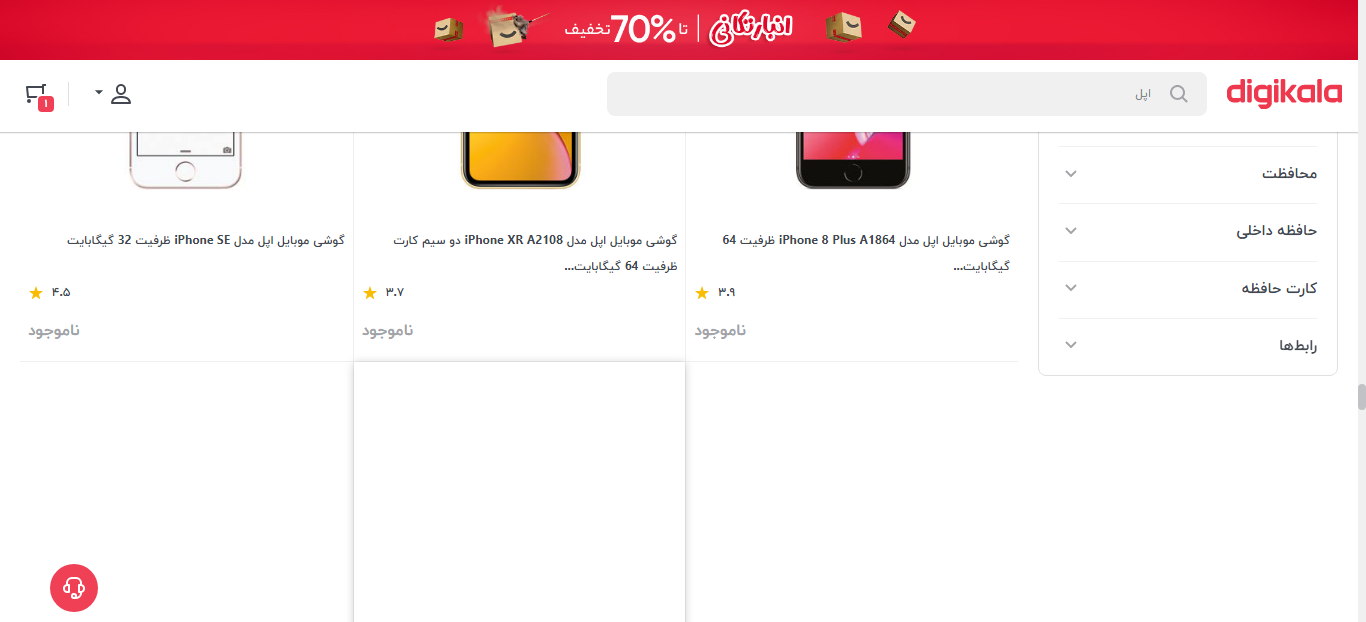 انبارتکانی | تا 70% تخفیف
digikala
اپل
۱
محافظت
حافظه داخلی
کارت حافظه
رابط‌ها
گوشی موبایل اپل مدل iPhone 8 Plus A1864 ظرفیت 64
گیگابایت...
۳.۹
ناموجود
گوشی موبایل اپل مدل iPhone XR A2108 دو سیم‌ کارت
ظرفیت 64 گیگابایت...
۳.۷
ناموجود
گوشی موبایل اپل مدل iPhone SE ظرفیت 32 گیگابایت
۴.۵
ناموجود